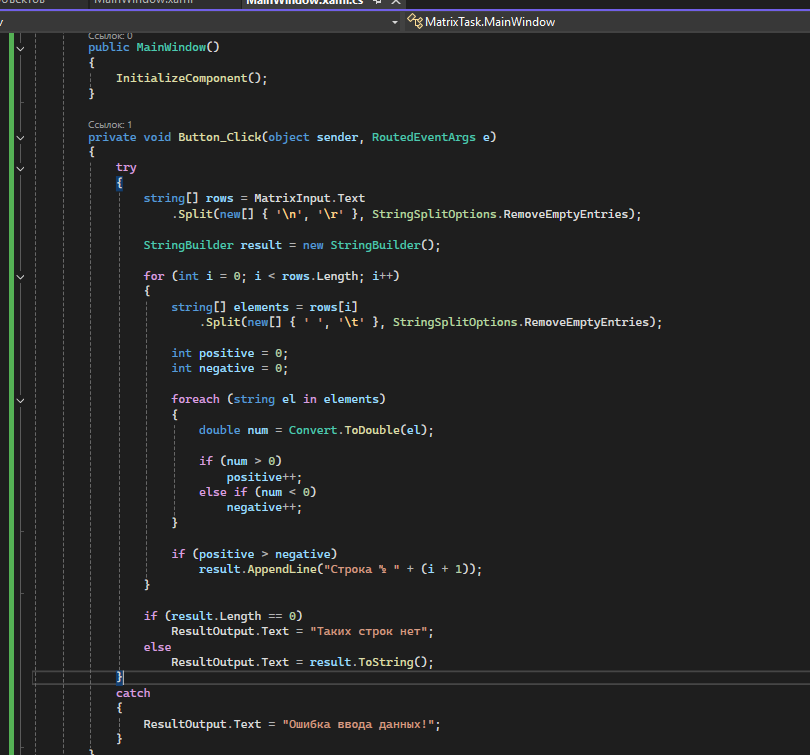 MainWindow.xaml
MainWindow.xaml.cs
MatrixTask.MainWindow
Ссылок: 0
public MainWindow()
{
InitializeComponent();
}
Ссылок: 1
private void Button_Click(object sender, RoutedEventArgs e)
{
try
{
string[] rows = MatrixInput.Text
.Split(new[] { '\n', '\r' }, StringSplitOptions.RemoveEmptyEntries);
StringBuilder result = new StringBuilder();
for (int i = 0; i < rows.Length; i++)
{
string[] elements = rows[i]
.Split(new[] { ' ', '\t' }, StringSplitOptions.RemoveEmptyEntries);
int positive = 0;
int negative = 0;
foreach (string el in elements)
{
double num = Convert.ToDouble(el);
if (num > 0)
positive++;
else if (num < 0)
negative++;
}
if (positive > negative)
result.AppendLine("Строка № " + (i + 1));
}
if (result.Length == 0)
ResultOutput.Text = "Таких строк нет";
else
ResultOutput.Text = result.ToString();
}
catch
{
ResultOutput.Text = "Ошибка ввода данных!";
}
}